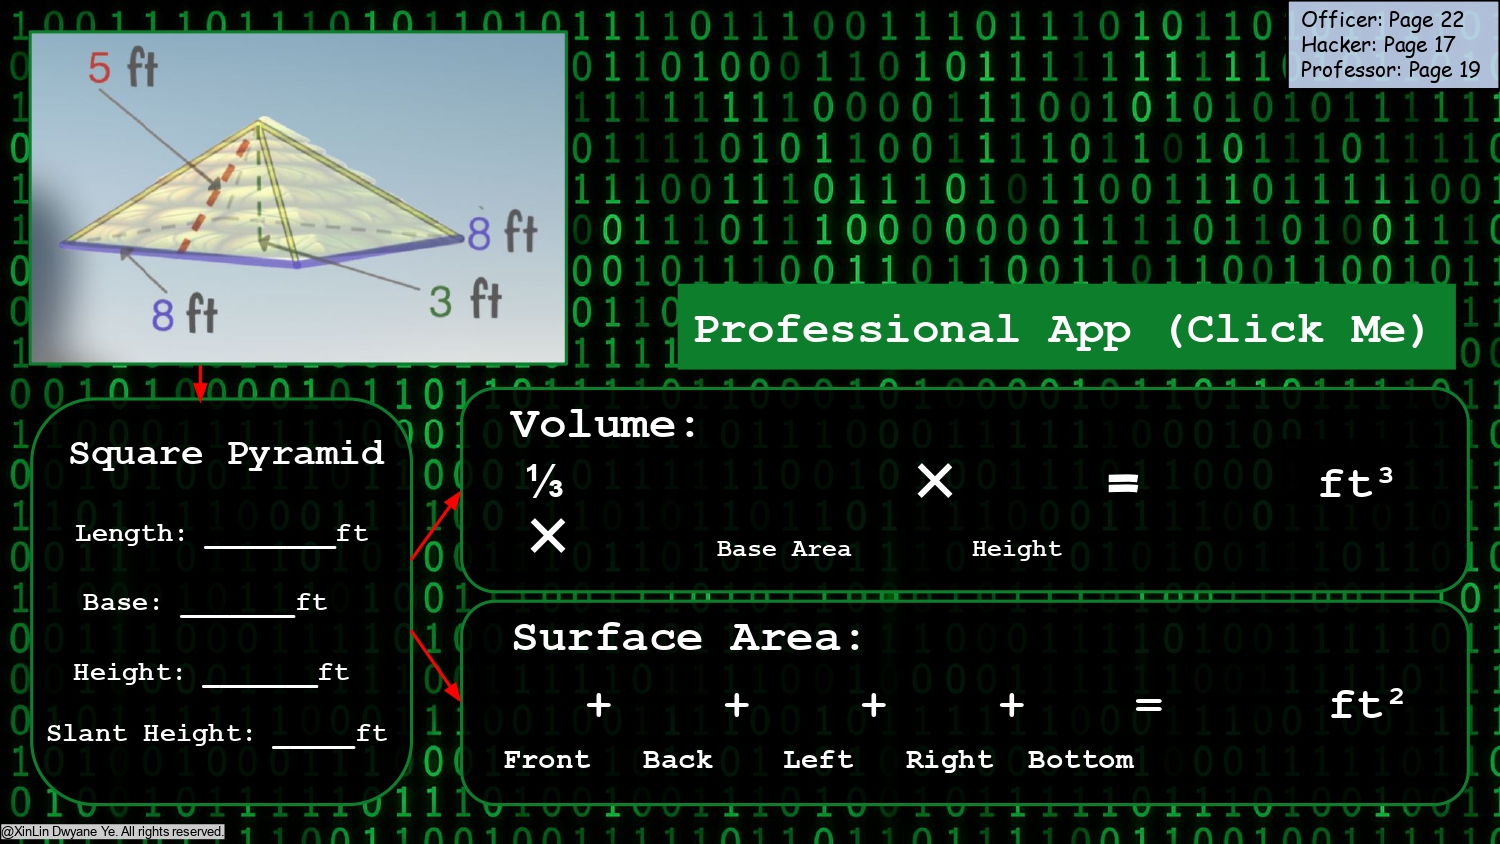 Officer: Page 22
Hacker: Page 17
Professor: Page 19
5 ft
8 ft
8 ft
3 ft
Professional App (Click Me)
Square Pyramid
Length: ________ft
Base: _______ft
Height: _______ft
Slant Height: _____ft
Volume:
⅓ × = ft³
×
Base Area Height
Surface Area:
+ + + + = ft²
Front Back Left Right Bottom
@XinLin Dwyane Ye. All rights reserved.